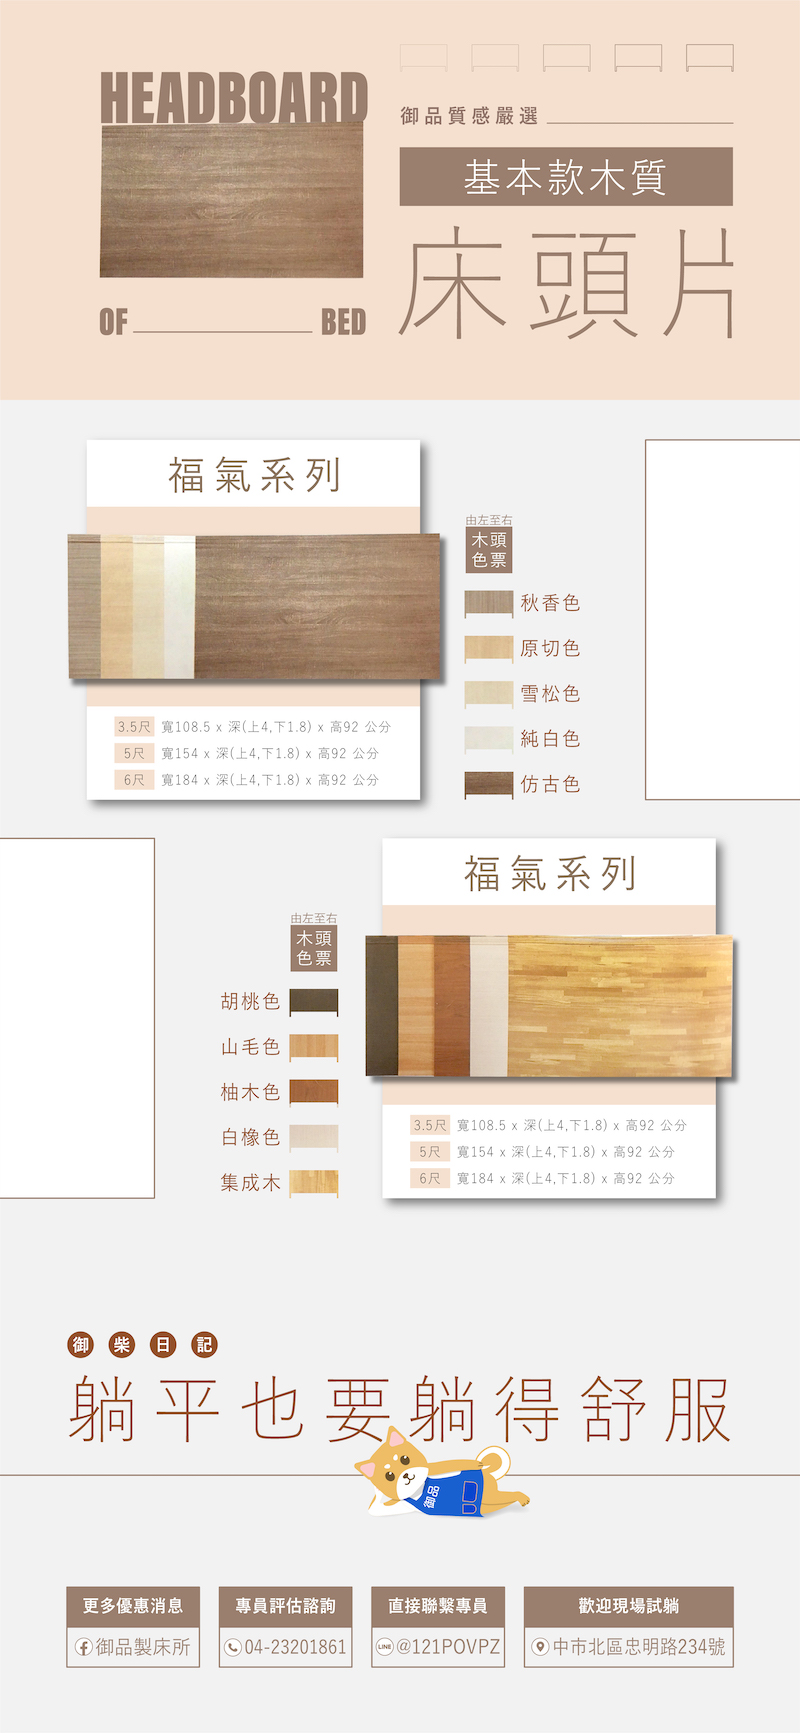 HEADBOARD
OF
BED
御品質感嚴選
基本款木質
床頭片
福氣系列
3.5尺 寬108.5 x 深(上4,下1.8) x 高92 公分
5尺 寬154 x 深(上4,下1.8) x 高92 公分
6尺 寬184 x 深(上4,下1.8) x 高92 公分
由左至右
木頭
色票
秋香色
原切色
雪松色
純白色
仿古色
由左至右
木頭
色票
胡桃色
山毛色
柚木色
白橡色
集成木
福氣系列
3.5尺 寬108.5 x 深(上4,下1.8) x 高92 公分
5尺 寬154 x 深(上4,下1.8) x 高92 公分
6尺 寬184 x 深(上4,下1.8) x 高92 公分
御柴日記
躺平也要躺得舒服
御品
更多優惠消息
御品製床所
專員評估諮詢
04-23201861
直接聯繫專員
LINE @121POVPZ
歡迎現場試躺
中市北區忠明路234號